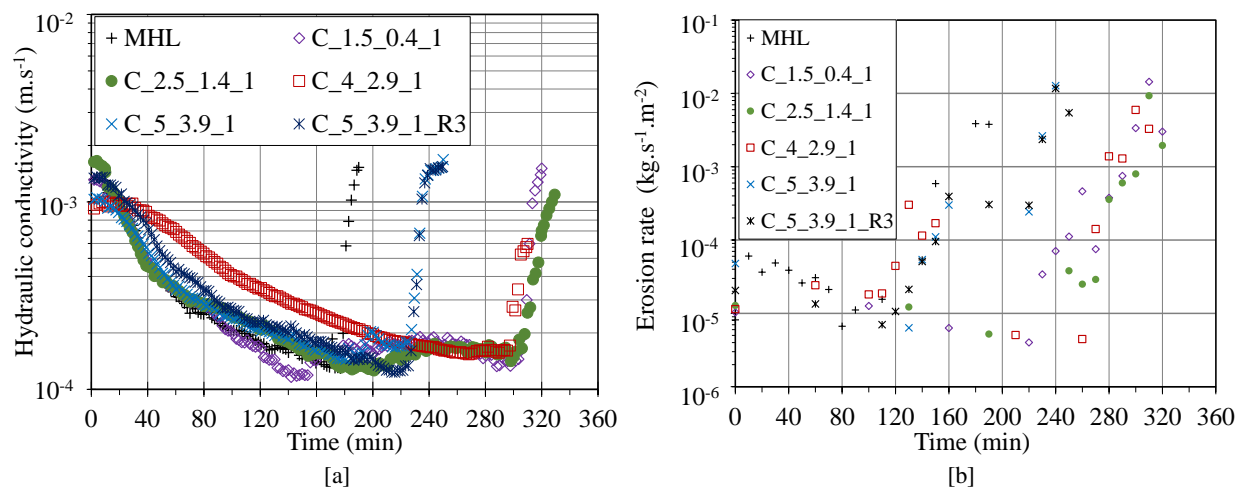 10-2
10-3
10-4
Hydraulic conductivity (m.s-1)
MHL
C_1.5_0.4_1
C_2.5_1.4_1
C_4_2.9_1
C_5_3.9_1
C_5_3.9_1_R3
0 40 80 120 160 200 240 280 320 360
Time (min)
[a]
10-1
10-2
10-3
10-4
10-5
10-6
Erosion rate (kg.s-1.m-2)
MHL
C_1.5_0.4_1
C_2.5_1.4_1
C_4_2.9_1
C_5_3.9_1
C_5_3.9_1_R3
0 40 80 120 160 200 240 280 320 360
Time (min)
[b]